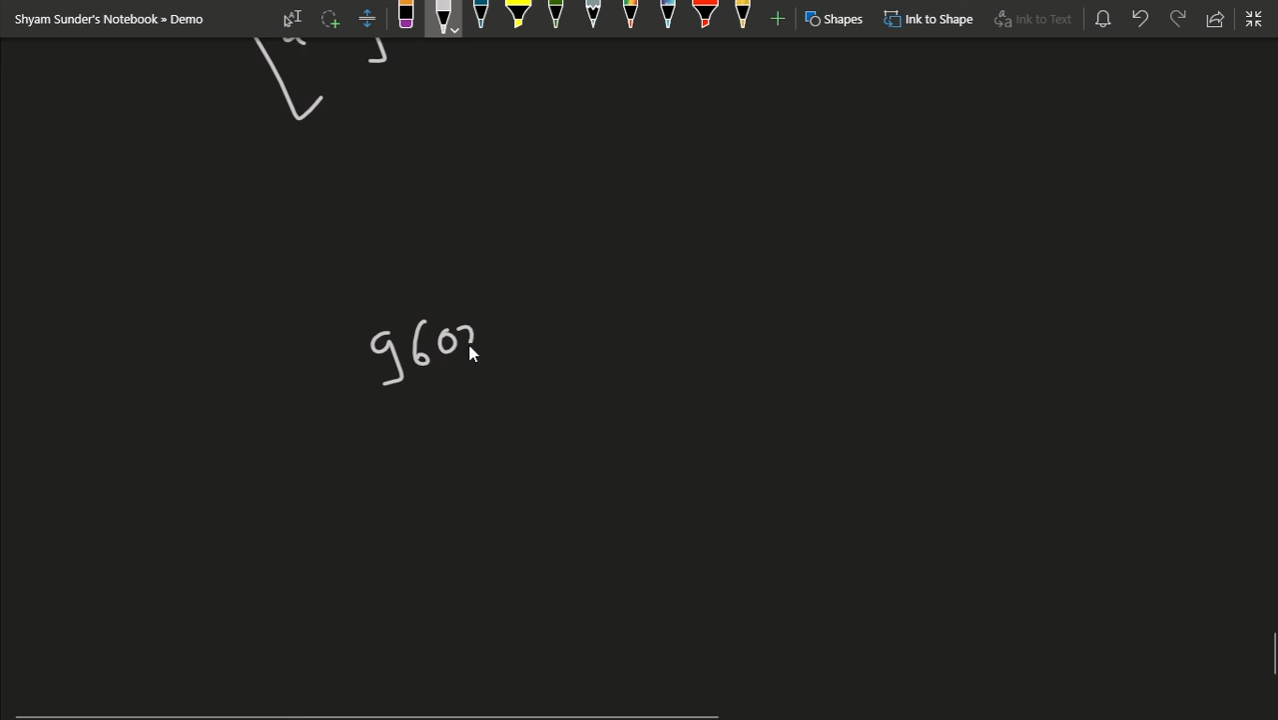 Shyam Sunder's Notebook » Demo
Shapes
Ink to Shape
Ink to Text
960